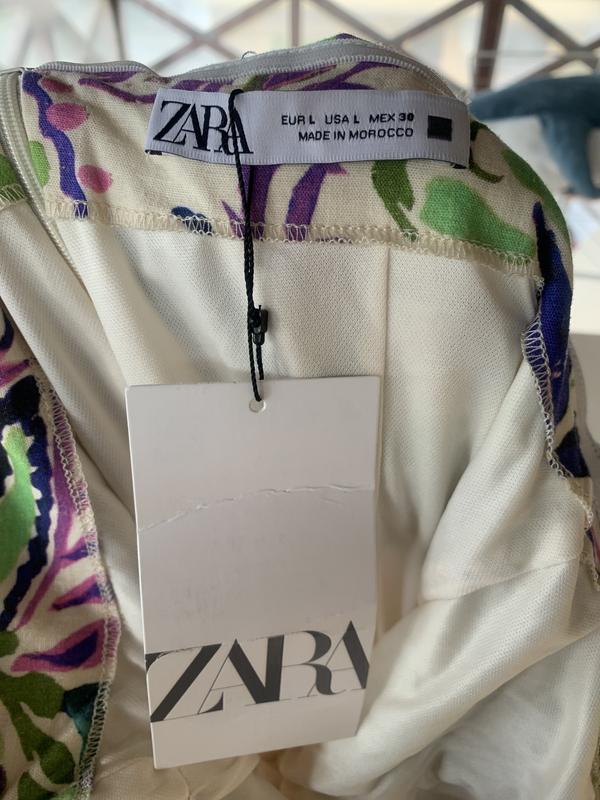 ZARA
EUR L USA L MEX 30
MADE IN MOROCCO
ZARA